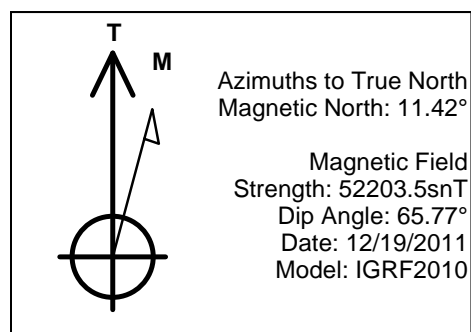 T
M
Azimuths to True North
Magnetic North: 11.42°
Magnetic Field
Strength: 52203.5snT
Dip Angle: 65.77°
Date: 12/19/2011
Model: IGRF2010